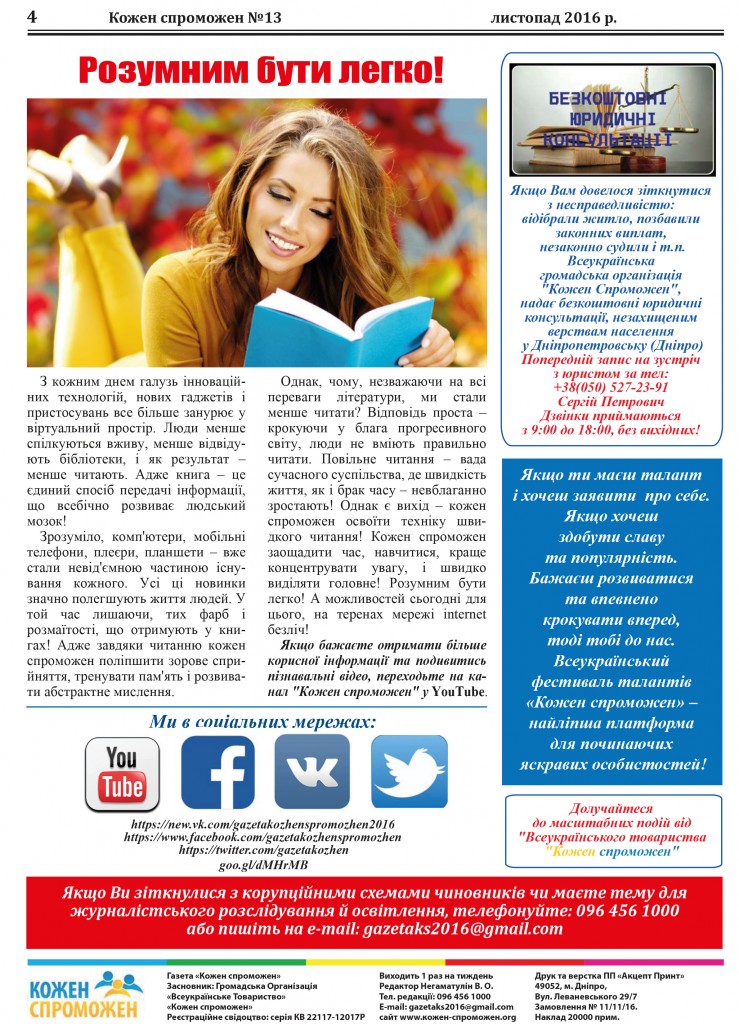 4
Кожен спроможен №13
листопад 2016 р.
Розумним бути легко!
З кожним днем галузь інновацій-
них технологій, нових гаджетів і
пристосувань все більше занурює у
віртуальний простір. Люди менше
спілкуються вживу, менше відвіду-
ють бібліотеки, і як результат –
менше читають. Адже книга – це
єдиний спосіб передачі інформації,
що всебічно розвиває людський
мозок!
Зрозуміло, комп'ютери, мобільні
телефони, плеєри, планшети – вже
стали невід'ємною частиною існу-
вання кожного. Усі ці новинки
значно полегшують життя людей. У
той час лишаючи, тих фарб і
розмаїтості, що отримують у кни-
гах! Адже завдяки читанню кожен
спроможен поліпшити зорове спри-
йняття, тренувати пам'ять і розвива-
ти абстрактне мислення.
Однак, чому, незважаючи на всі
переваги літератури, ми стали
менше читати? Відповідь проста –
крокуючи у блага прогресивного
світу, люди не вміють правильно
читати. Повільне читання – вада
сучасного суспільства, де швидкість
життя, як і брак часу – невблаганно
зростають! Однак є вихід – кожен
спроможен освоїти техніку шви-
дкого читання! Кожен спроможен
заощадити час, навчитися, краще
концентрувати увагу, і швидко
виділяти головне! Розумним бути
легко! А можливостей сьогодні для
цього, на теренах мережі internet
безліч!
Якщо бажаєте отримати більше
корисної інформації та подивитись
пізнавальні відео, переходьте на ка-
нал "Кожен спроможен" у YouTube.
Ми в соціальних мережах:
You
Tube
https://new.vk.com/gazetakozhenspromozhen2016
https://www.facebook.com/gazetakozhenspromozhen
https://twitter.com/gazetakozhen
goo.gl/dMHrMB
БЕЗКОШТОВНІ
ЮРИДИЧНІ
КОНСУЛЬТАЦІЇ
Якщо Вам довелося зіткнутися
з несправедливістю:
відібрали житло, позбавили
законних виплат,
незаконно судили і т.п.
Всеукраїнська
громадська організація
"Кожен Спроможен",
надає безкоштовні юридичні
консультації, незахищеним
верствам населення
у Дніпропетровську (Дніпро)
Попередній запис на зустріч
з юристом за тел:
+38(050) 527-23-91
Сергій Петрович
Дзвінки приймаються
з 9:00 до 18:00, без вихідних!
Якщо ти маєш талант
і хочеш заявити про себе.
Якщо хочеш
здобути славу
та популярність.
Бажаєш розвиватися
та впевнено
крокувати вперед,
тоді тобі до нас.
Всеукраїнський
фестиваль талантів
«Кожен спроможен» –
найліпша платформа
для починаючих
яскравих особистостей!
Долучайтеся
до масштабних подій від
"Всеукраїнського товариства
"Кожен спроможен"
Якщо Ви зіткнулися з корупційними схемами чиновників чи маєте тему для
журналістського розслідування й освітлення, телефонуйте: 096 456 1000
або пишіть на e-mail: gazetaks2016@gmail.com
КОЖЕН
СПРОМОЖЕН
Газета «Кожен спроможен»
Засновник: Громадська Організація
«Всеукраїнське Товариство»
«Кожен спроможен»
Реєстраційне свідоцтво: серія КВ 22117-12017Р
Виходить 1 раз на тиждень
Редактор Негаматулін В. О.
Тел. редакції: 096 456 1000
E-mail: gazetaks2016@gmail.com
сайт www.кожен-спроможен.org
Друк та верстка ПП «Акцепт Принт»
49052, м. Дніпро,
Вул. Леваневського 29/7
Замовлення № 11/11/16.
Наклад 20000 прим.